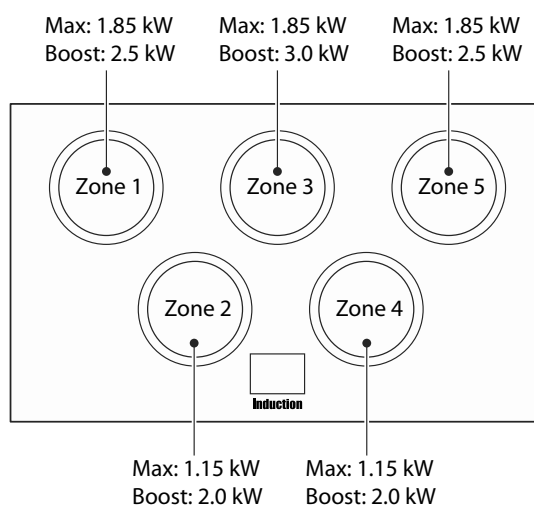 Max: 1.85 kW
Boost: 2.5 kW
Max: 1.85 kW
Boost: 3.0 kW
Max: 1.85 kW
Boost: 2.5 kW
Zone 1
Zone 3
Zone 5
Zone 2
Zone 4
Induction
Max: 1.15 kW
Boost: 2.0 kW
Max: 1.15 kW
Boost: 2.0 kW